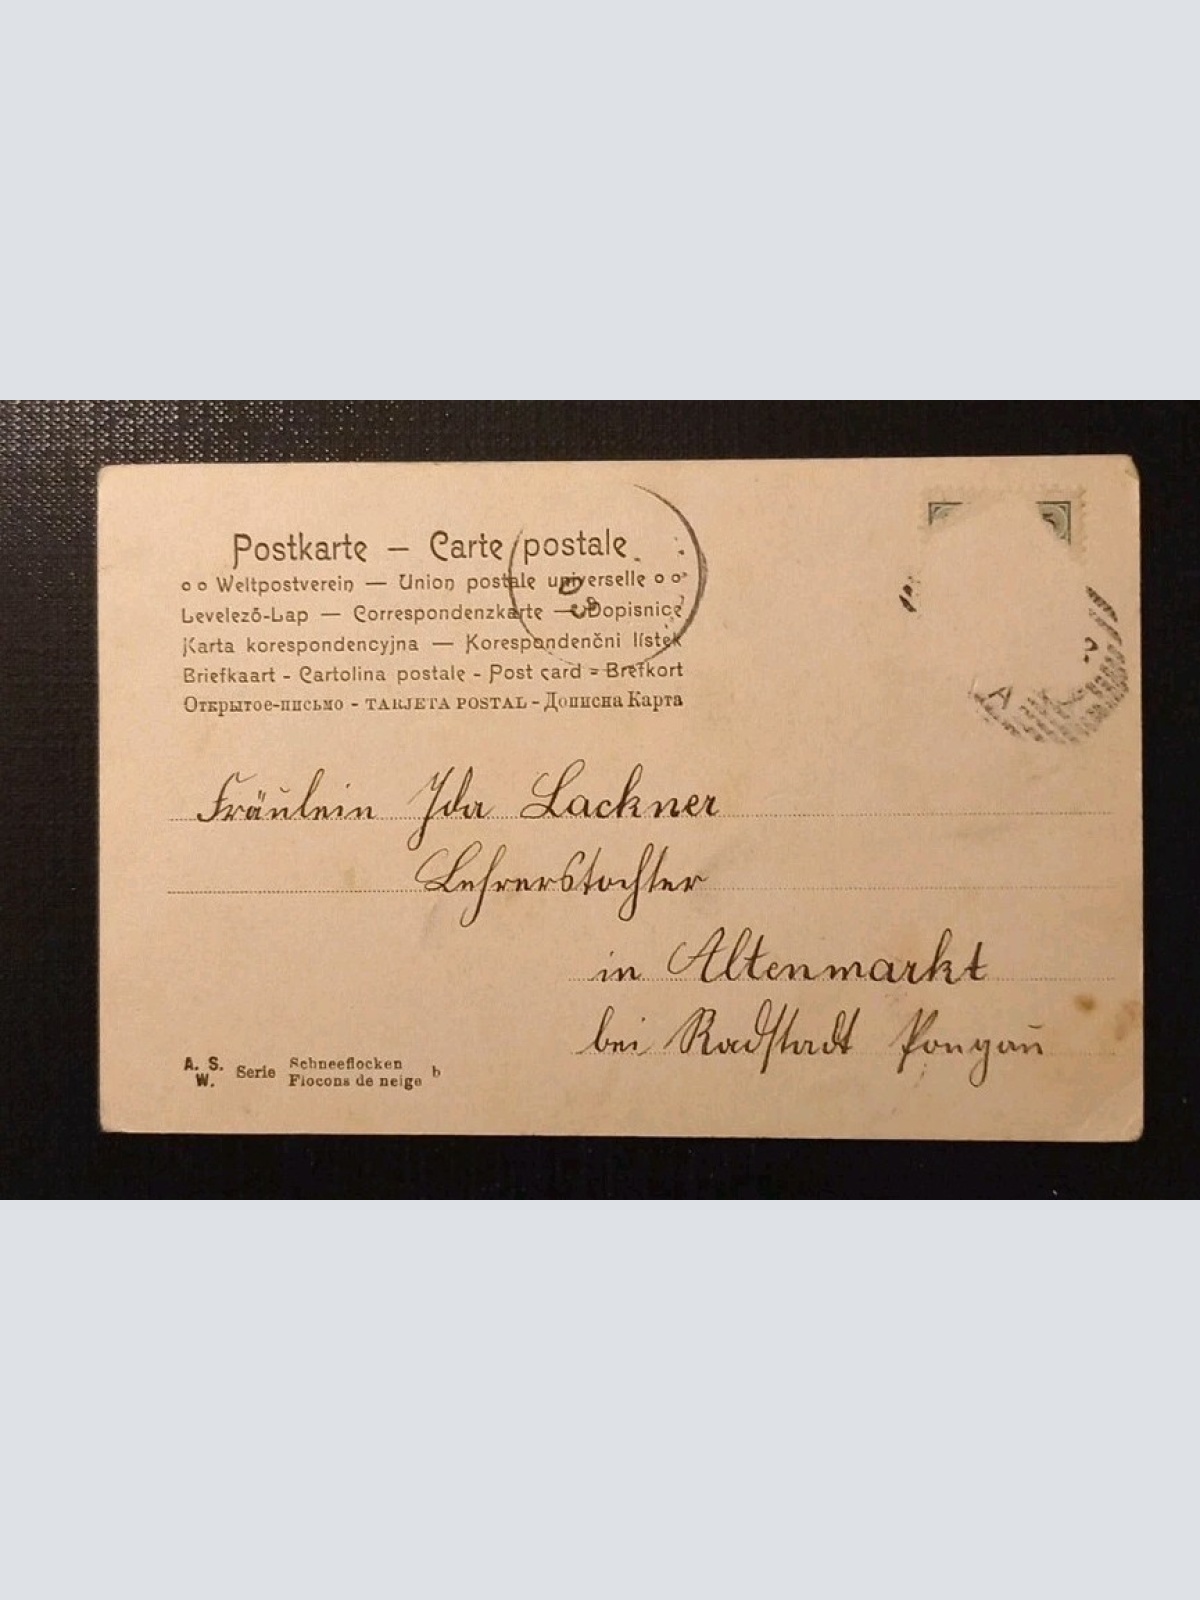 Postkarte – Carte postale
Weltpostverein – Union postale universelle
Levelező-Lap – Correspondenzkarte – Dopisnice
Karta korespondencyjna – Korespondenčni lístek
Briefkaart - Cartolina postale - Post card - Brefkort
Открытое-письмо - TARJETA POSTAL - Дописна Карта
Fräulein Ida Lackner
Lehrerstochter
in Altenmarkt
bei Radstadt Pongau
A. S. W. Serie Schneeflocken b
Flocons de neige